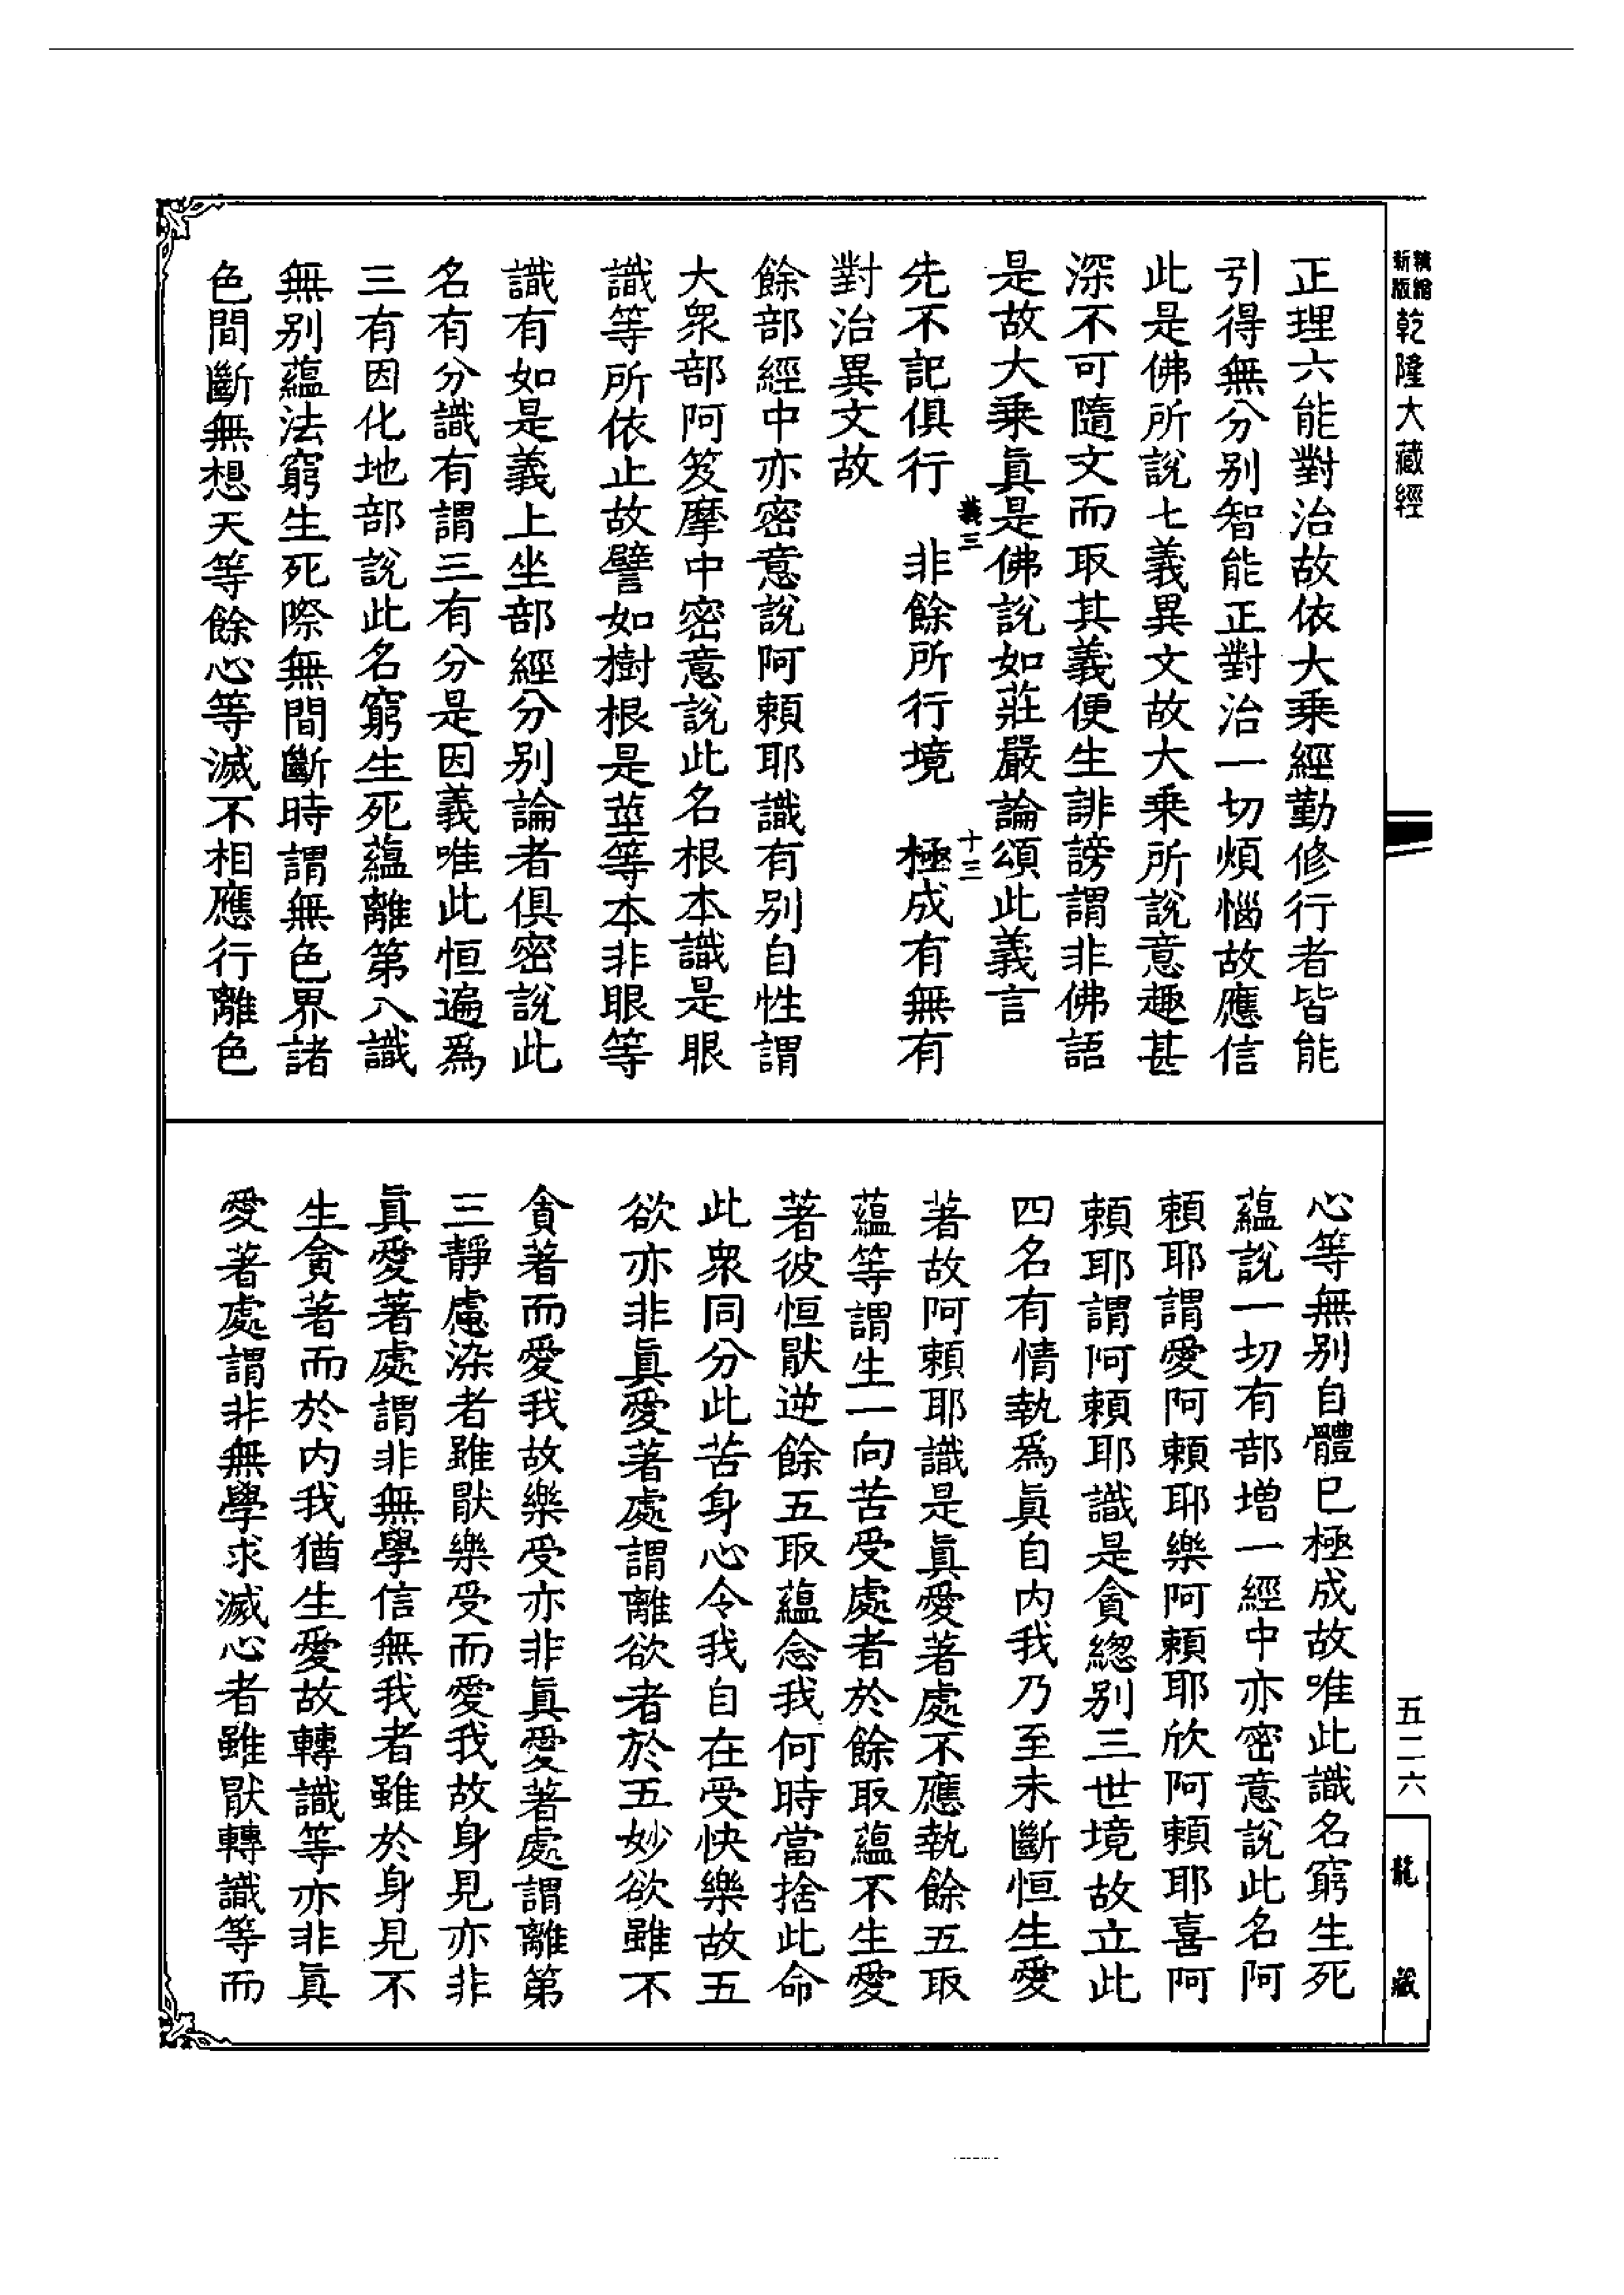 新版精縮乾隆大藏經
正理六能對治故依大乘經勤修行者皆能
引得無分别智能正對治一切煩惱故應信
此是佛所說七義異文故大乘所說意趣甚
深不可隨文而取其義便生誹謗謂非佛語
是故大乘眞是佛說如莊嚴論頌此義言
義三
十三
先不記俱行　非餘所行境　極成有無有
對治異文故
餘部經中亦密意說阿賴耶識有别自性謂
大衆部阿笈摩中密意說此名根本識是眼
識等所依止故譬如樹根是莖等本非眼等
識有如是義上坐部經分别論者俱密說此
名有分識有謂三有分是因義唯此恒遍爲
三有因化地部說此名窮生死蘊離第八識
無别蘊法窮生死際無間斷時謂無色界諸
色間斷無想天等餘心等滅不相應行離色
心等無别自體已極成故唯此識名窮生死
蘊說一切有部增一經中亦密意說此名阿
賴耶謂愛阿賴耶樂阿賴耶欣阿賴耶喜阿
賴耶謂阿賴耶識是貪緫别三世境故立此
四名有情執爲眞自内我乃至未斷恒生愛
著故阿賴耶識是眞愛著處不應執餘五取
蘊等謂生一向苦受處者於餘取蘊不生愛
著彼恒猒逆餘五取蘊念我何時當捨此命
此衆同分此苦身心令我自在受快樂故五
欲亦非眞愛著處謂離欲者於五妙欲雖不
貪著而愛我故樂受亦非眞愛著處謂離第
三靜慮染者雖猒樂受而愛我故身見亦非
眞愛著處謂非無學信無我者雖於身見不
生貪著而於内我猶生愛故轉識等亦非眞
愛著處謂非無學求滅心者雖猒轉識等而
五二六
龍藏